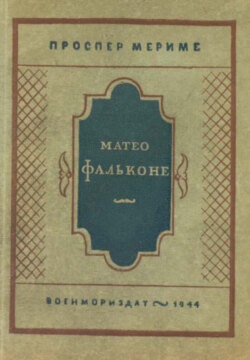 ПРОСПЕР МЕРИМЕ
МАТЕО
ФАЛЬКОНЕ
ВОЕНМОРИЗДАТ ~ 1944